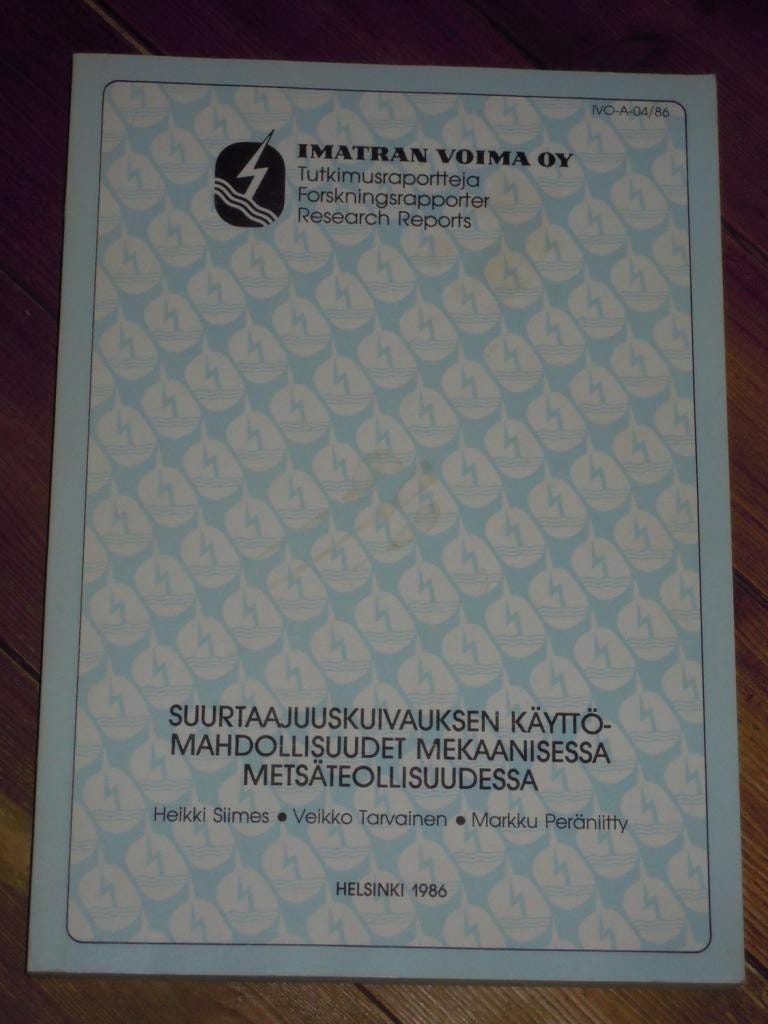 IVO-A-04/86
IMATRAN VOIMA OY
Tutkimusraportteja
Forskningsrapporter
Research Reports
SUURTAAJUUSKUIVAUKSEN KÄYTTÖ-
MAHDOLLISUUDET MEKAANISESSA
METSÄTEOLLISUUDESSA
Heikki Siimes ● Veikko Tarvainen ● Markku Peräniitty
HELSINKI 1986